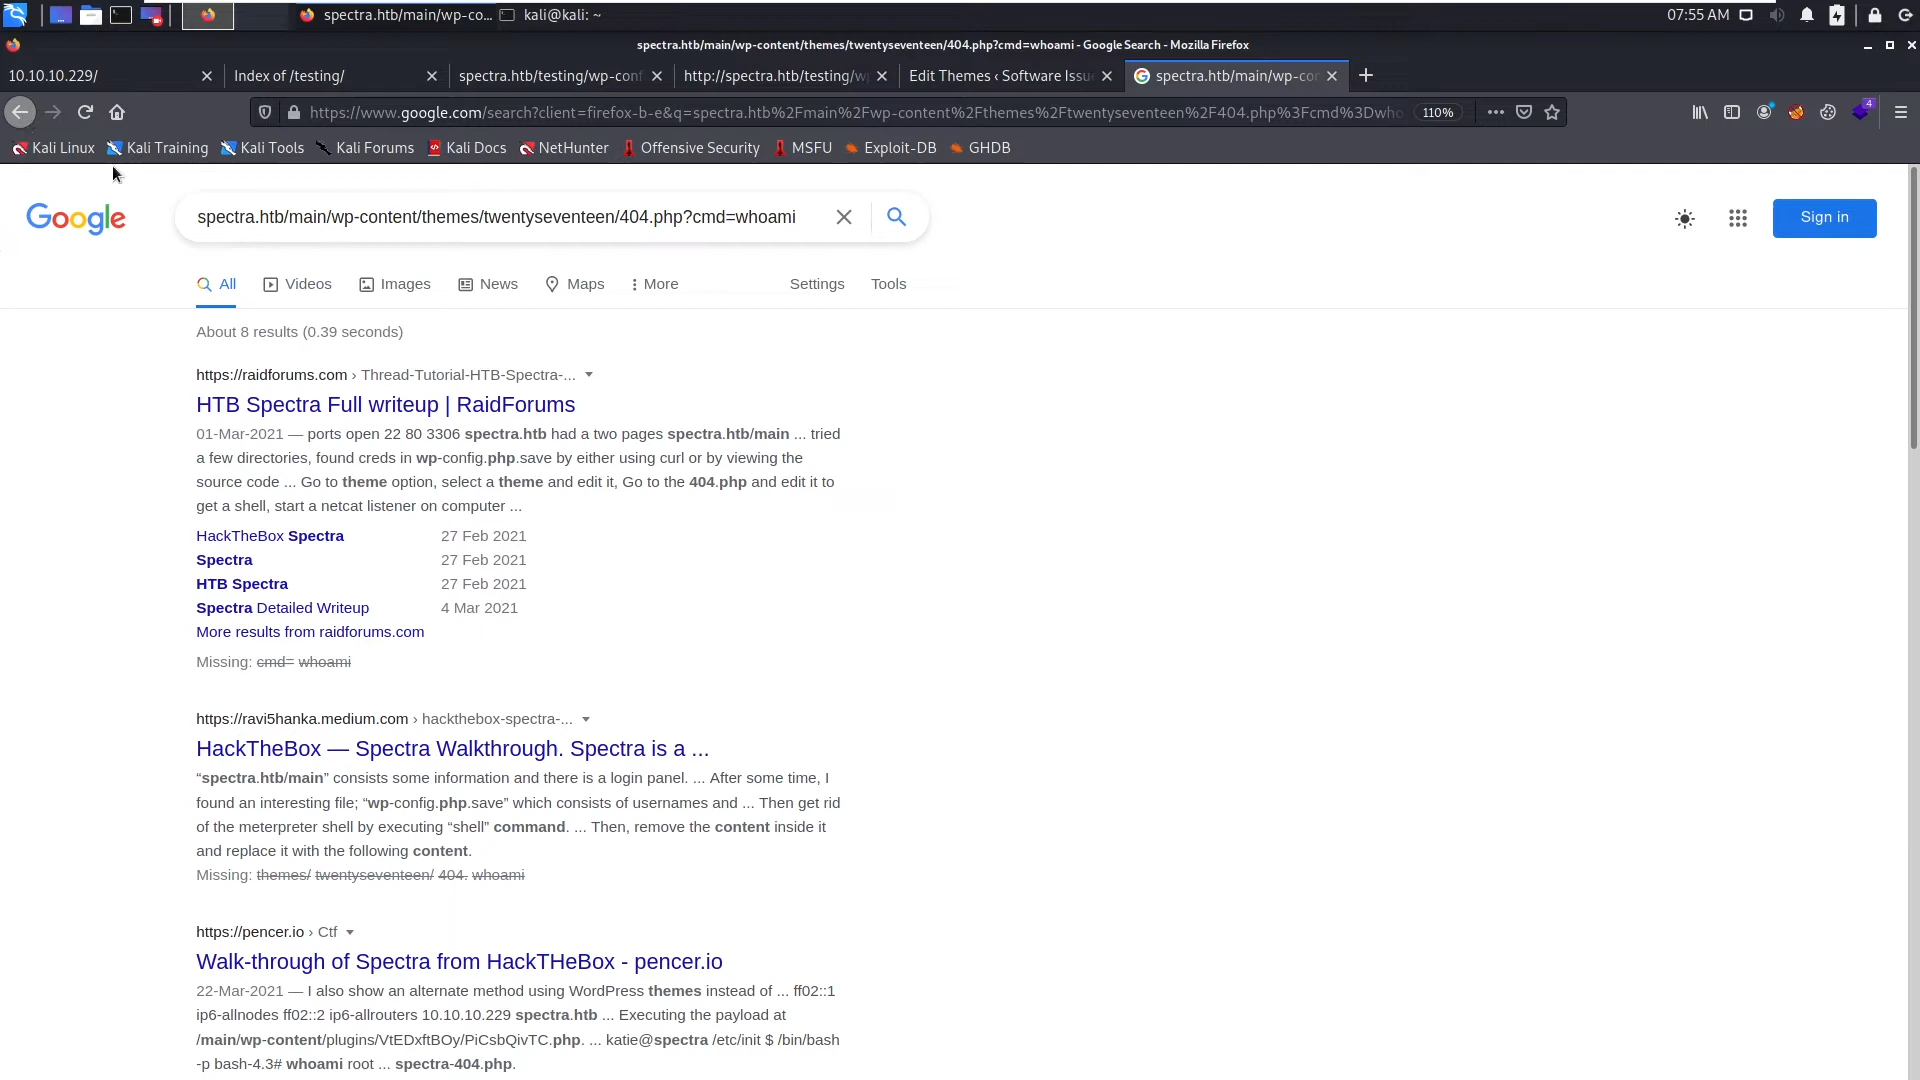 spectra.htb/main/wp-co...
kali@kali: ~
07:55 AM
spectra.htb/main/wp-content/themes/twentyseventeen/404.php?cmd=whoami - Google Search - Mozilla Firefox
10.10.10.229/
Index of /testing/
spectra.htb/testing/wp-conf
http://spectra.htb/testing/w
Edit Themes ‹ Software Issue
spectra.htb/main/wp-con
https://www.google.com/search?client=firefox-b-e&q=spectra.htb%2Fmain%2Fwp-content%2Fthemes%2Ftwentyseventeen%2F404.php%3Fcmd%3Dwho
110%
4
Kali Linux
Kali Training
Kali Tools
Kali Forums
Kali Docs
NetHunter
Offensive Security
MSFU
Exploit-DB
GHDB
Google
spectra.htb/main/wp-content/themes/twentyseventeen/404.php?cmd=whoami
Sign in
All
Videos
Images
News
Maps
More
Settings
Tools
About 8 results (0.39 seconds)
https://raidforums.com › Thread-Tutorial-HTB-Spectra-...
HTB Spectra Full writeup | RaidForums
01-Mar-2021 — ports open 22 80 3306 spectra.htb had a two pages spectra.htb/main ... tried
a few directories, found creds in wp-config.php.save by either using curl or by viewing the
source code ... Go to theme option, select a theme and edit it, Go to the 404.php and edit it to
get a shell, start a netcat listener on computer ...
HackTheBox Spectra 27 Feb 2021
Spectra 27 Feb 2021
HTB Spectra 27 Feb 2021
Spectra Detailed Writeup 4 Mar 2021
More results from raidforums.com
Missing: cmd= whoami
https://ravi5hanka.medium.com › hackthebox-spectra-...
HackTheBox — Spectra Walkthrough. Spectra is a ...
“spectra.htb/main” consists some information and there is a login panel. ... After some time, I
found an interesting file; “wp-config.php.save” which consists of usernames and ... Then get rid
of the meterpreter shell by executing “shell” command. ... Then, remove the content inside it
and replace it with the following content.
Missing: themes/ twentyseventeen/ 404. whoami
https://pencer.io › Ctf
Walk-through of Spectra from HackTHeBox - pencer.io
22-Mar-2021 — I also show an alternate method using WordPress themes instead of ... ff02::1
ip6-allnodes ff02::2 ip6-allrouters 10.10.10.229 spectra.htb ... Executing the payload at
/main/wp-content/plugins/VtEDxftBOy/PiCsbQivTC.php. ... katie@spectra /etc/init $ /bin/bash
-p bash-4.3# whoami root ... spectra-404.php.